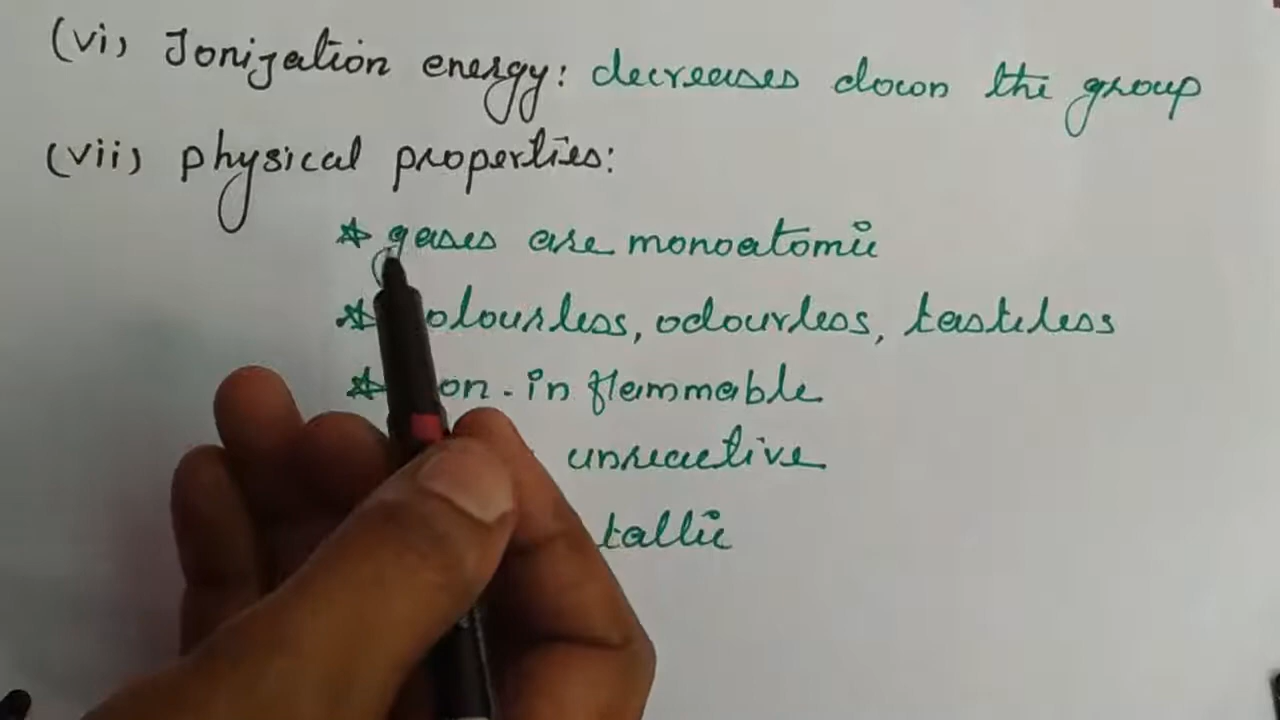 (vi) Ionization energy: decreases down the group
(vii) physical properties:
* gases are monoatomic
* olourless, odourless, tasteless
* on-inflammable
unreactive
tallic